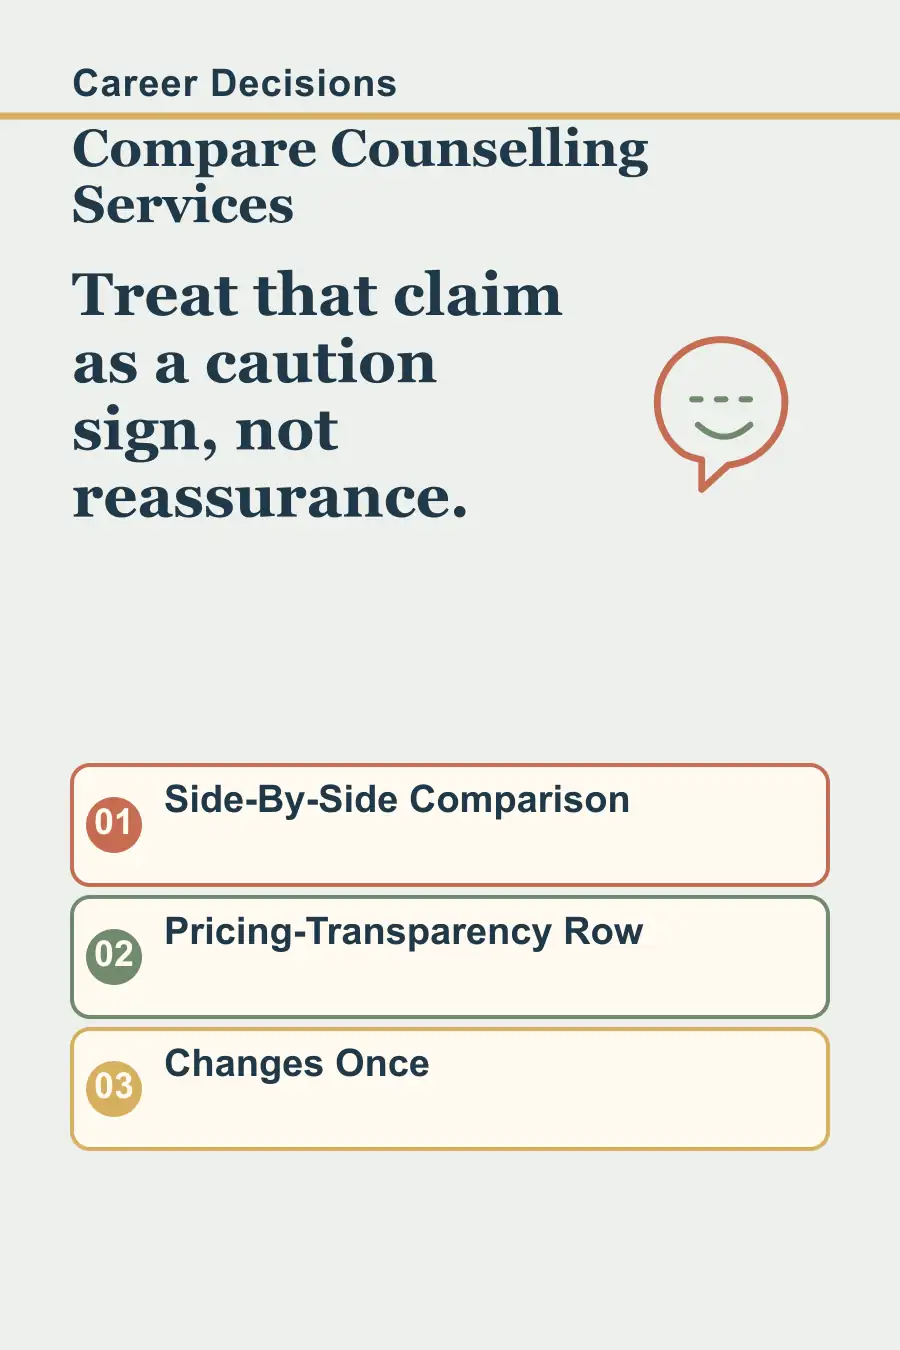 Career Decisions
Compare Counselling
Services
Treat that claim
as a caution
sign, not
reassurance.
01
Side-By-Side Comparison
02
Pricing-Transparency Row
03
Changes Once